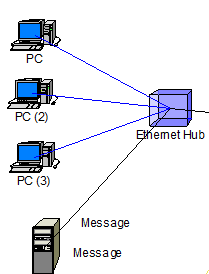 PC
PC (2)
Ethernet Hub
PC (3)
Message
Message